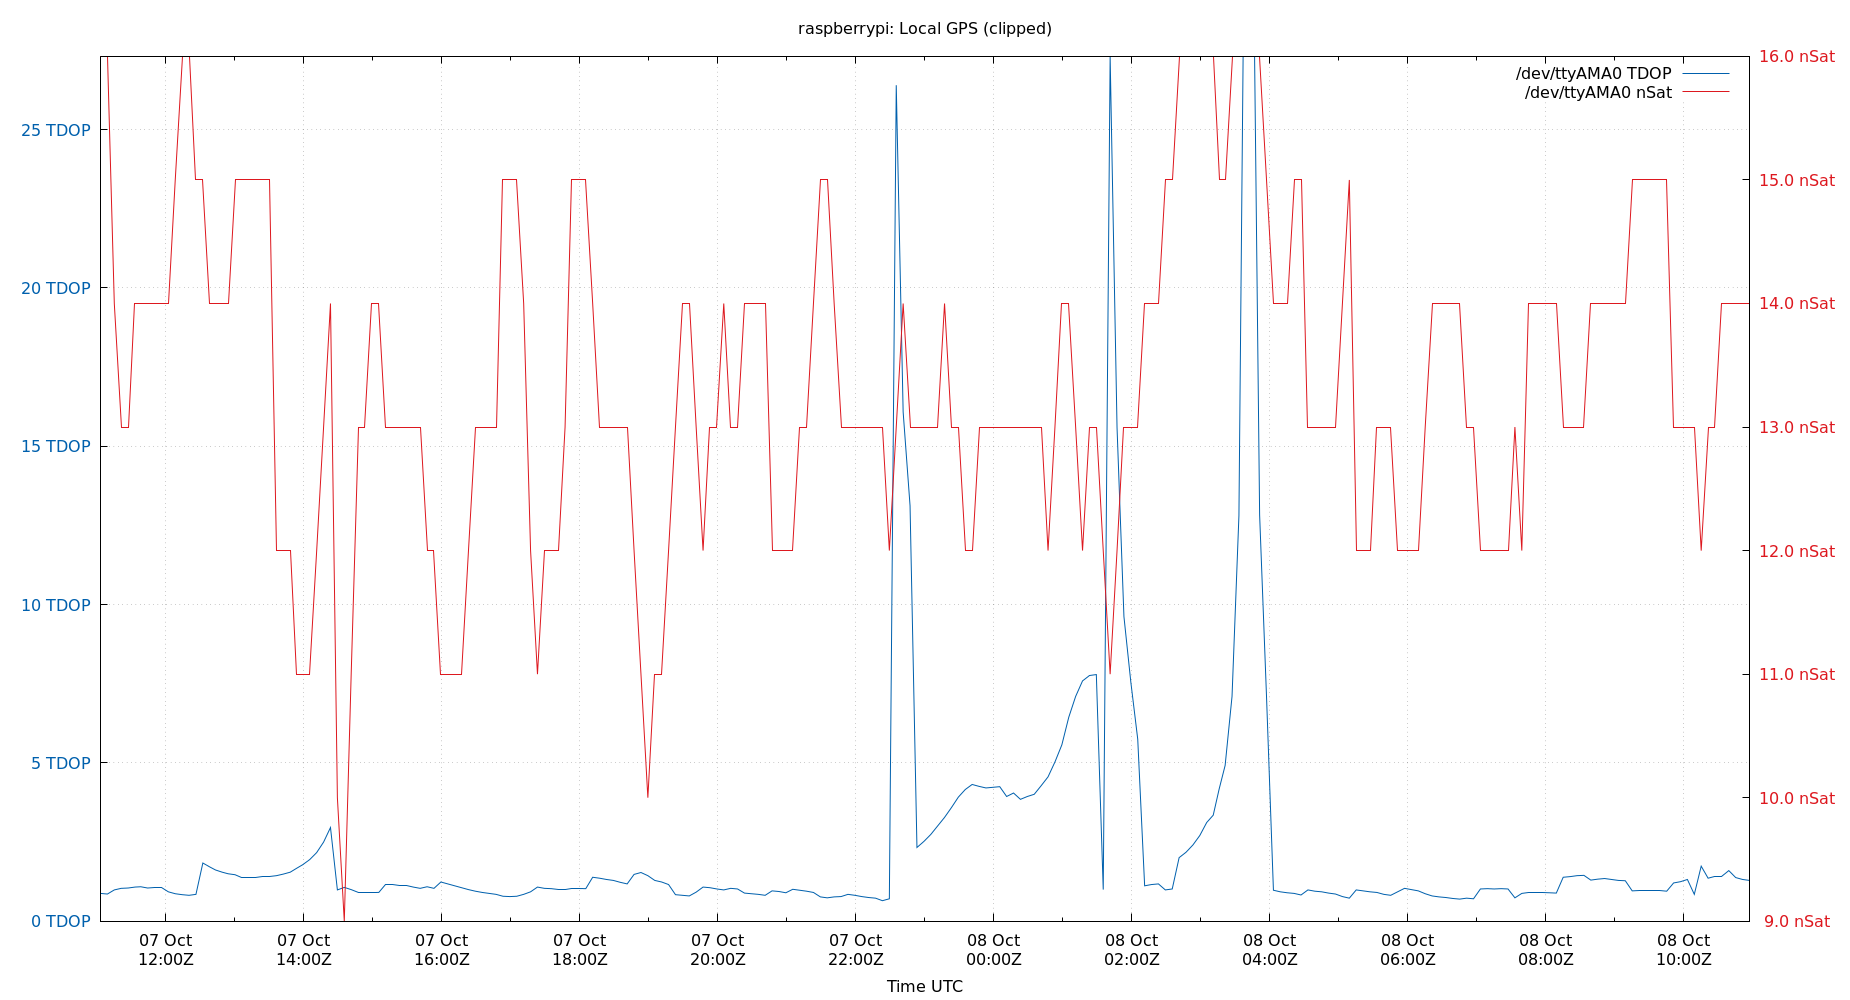 raspberrypi: Local GPS (clipped)
/dev/ttyAMA0 TDOP
/dev/ttyAMA0 nSat
25 TDOP
20 TDOP
15 TDOP
10 TDOP
5 TDOP
0 TDOP
16.0 nSat
15.0 nSat
14.0 nSat
13.0 nSat
12.0 nSat
11.0 nSat
10.0 nSat
9.0 nSat
07 Oct
12:00Z
07 Oct
14:00Z
07 Oct
16:00Z
07 Oct
18:00Z
07 Oct
20:00Z
07 Oct
22:00Z
08 Oct
00:00Z
08 Oct
02:00Z
08 Oct
04:00Z
08 Oct
06:00Z
08 Oct
08:00Z
08 Oct
10:00Z
Time UTC